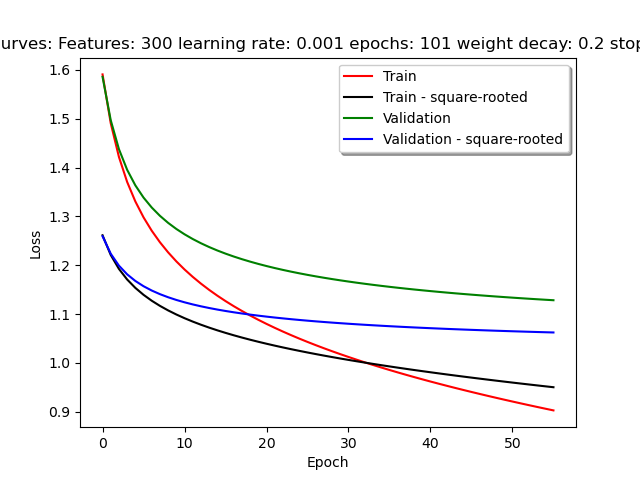 urves: Features: 300 learning rate: 0.001 epochs: 101 weight decay: 0.2 stop
1.6
1.5
1.4
1.3
1.2
1.1
1.0
0.9
Loss
Train
Train - square-rooted
Validation
Validation - square-rooted
0 10 20 30 40 50
Epoch